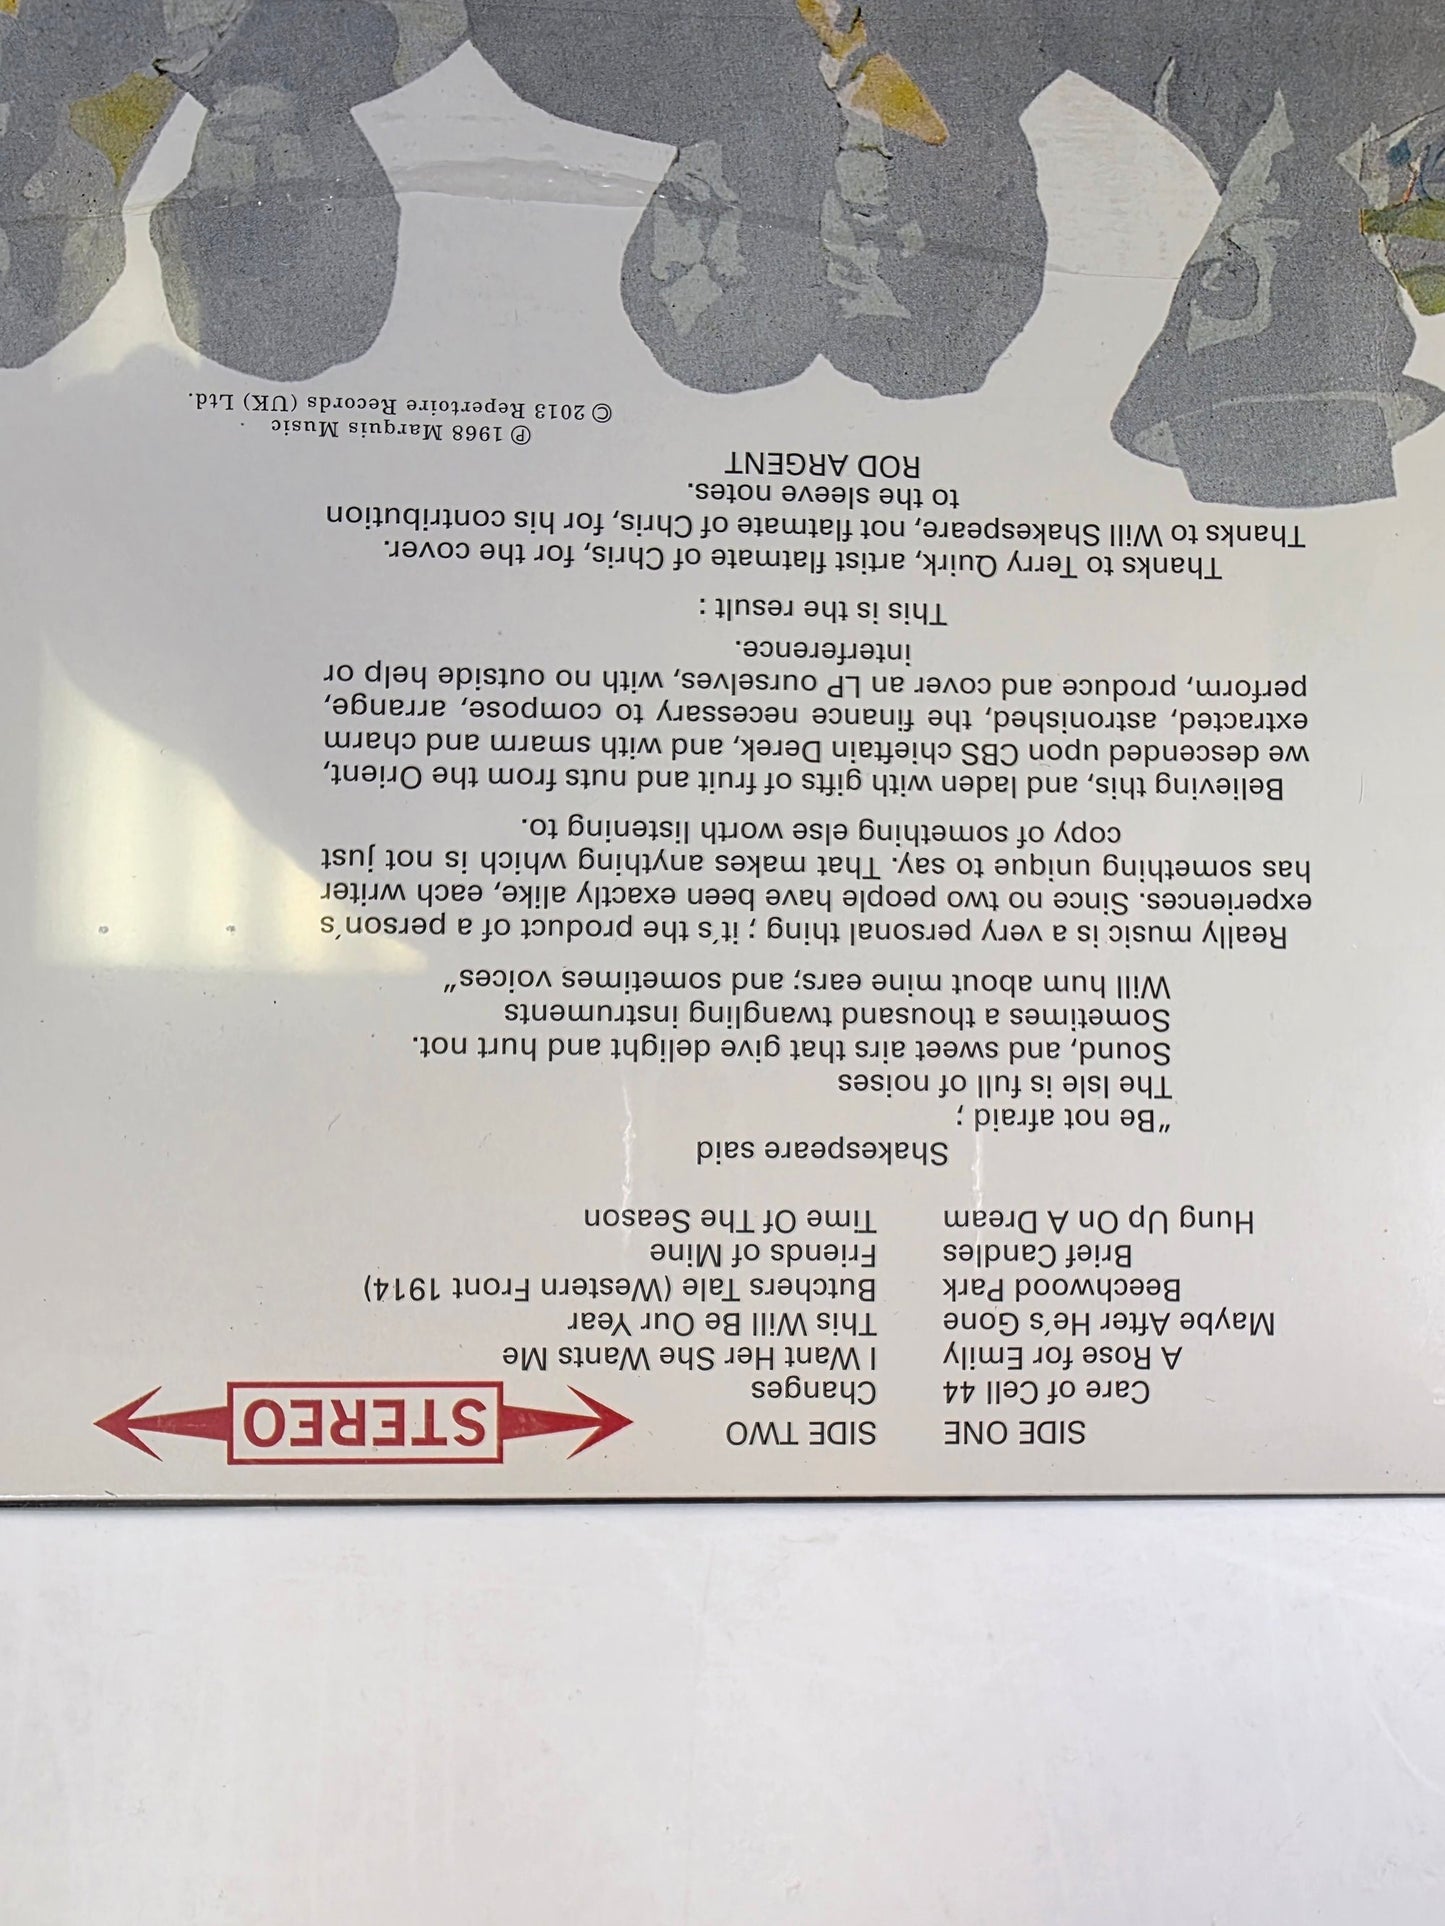 STEREO
SIDE ONE
Care of Cell 44
A Rose for Emily
Maybe After He's Gone
Beechwood Park
Brief Candles
Hung Up On A Dream
SIDE TWO
Changes
I Want Her She Wants Me
This Will Be Our Year
Butchers Tale (Western Front 1914)
Friends of Mine
Time Of The Season
Shakespeare said
"Be not afraid ;
The Isle is full of noises
Sound, and sweet airs that give delight and hurt not.
Sometimes a thousand twangling instruments
Will hum about mine ears; and sometimes voices"
Really music is a very personal thing ; it's the product of a person's
experiences. Since no two people have been exactly alike, each writer
has something unique to say. That makes anything which is not just
copy of something else worth listening to.
Believing this, and laden with gifts of fruit and nuts from the Orient,
we descended upon CBS chieftain Derek, and with smarm and charm
extracted, astronished, the finance necessary to compose, arrange,
perform, produce and cover an LP ourselves, with no outside help or
interference.
This is the result :
Thanks to Terry Quirk, artist flatmate of Chris, for the cover.
Thanks to Will Shakespeare, not flatmate of Chris, for his contribution
to the sleeve notes.
ROD ARGENT
℗ 1968 Marquis Music
© 2013 Repertoire Records (UK) Ltd.